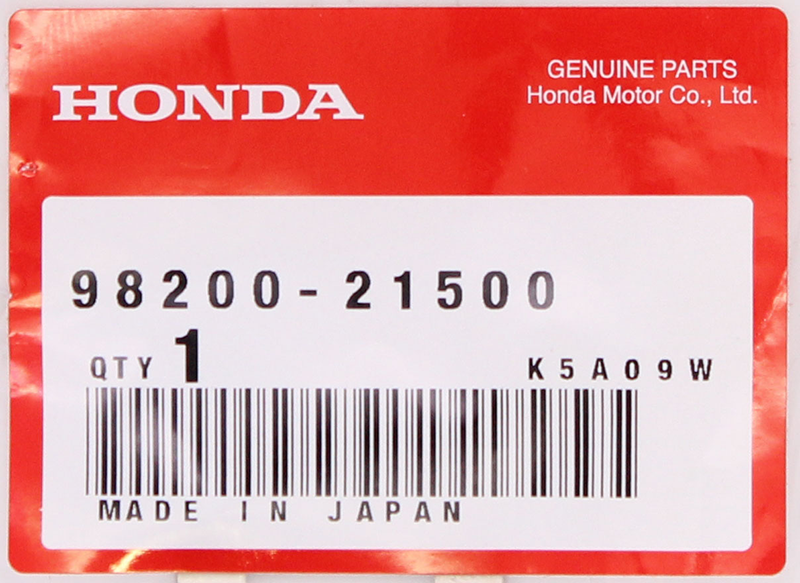 HONDA
GENUINE PARTS
Honda Motor Co., Ltd.
98200-21500
QTY 1
K5A09W
MADE IN JAPAN